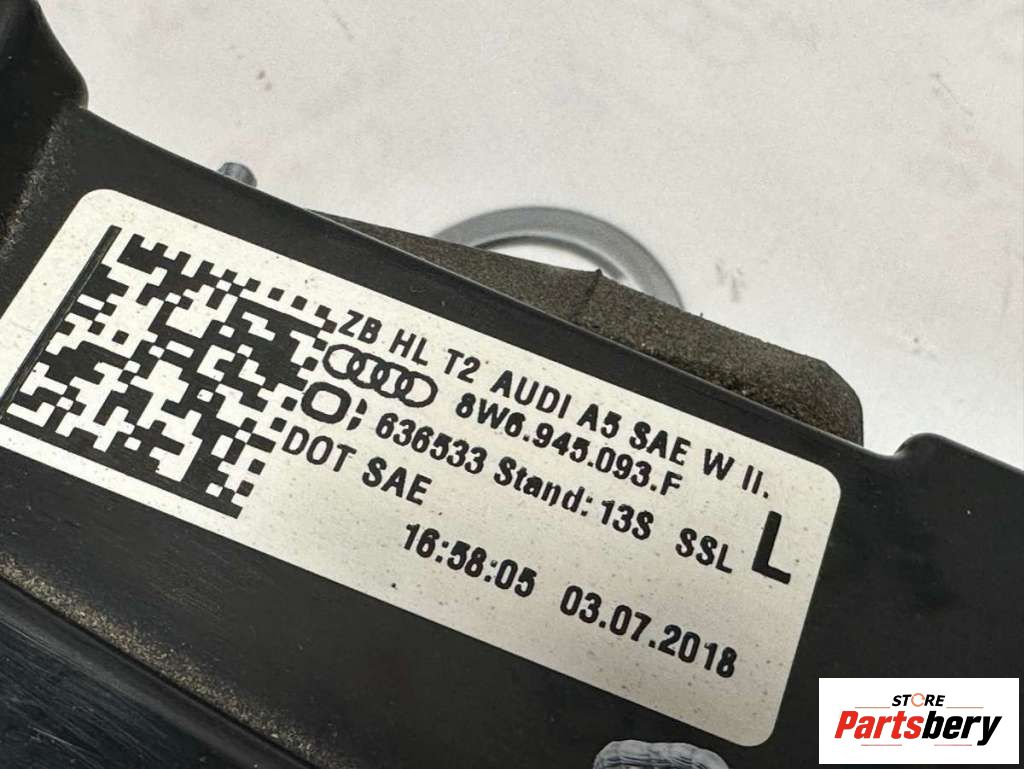 ZB HL T2 AUDI A5 SAE W II.
8W6.945.093.F
636533 Stand: 13S SSL L
DOT SAE
16:58:05 03.07.2018
STORE
Partsbery